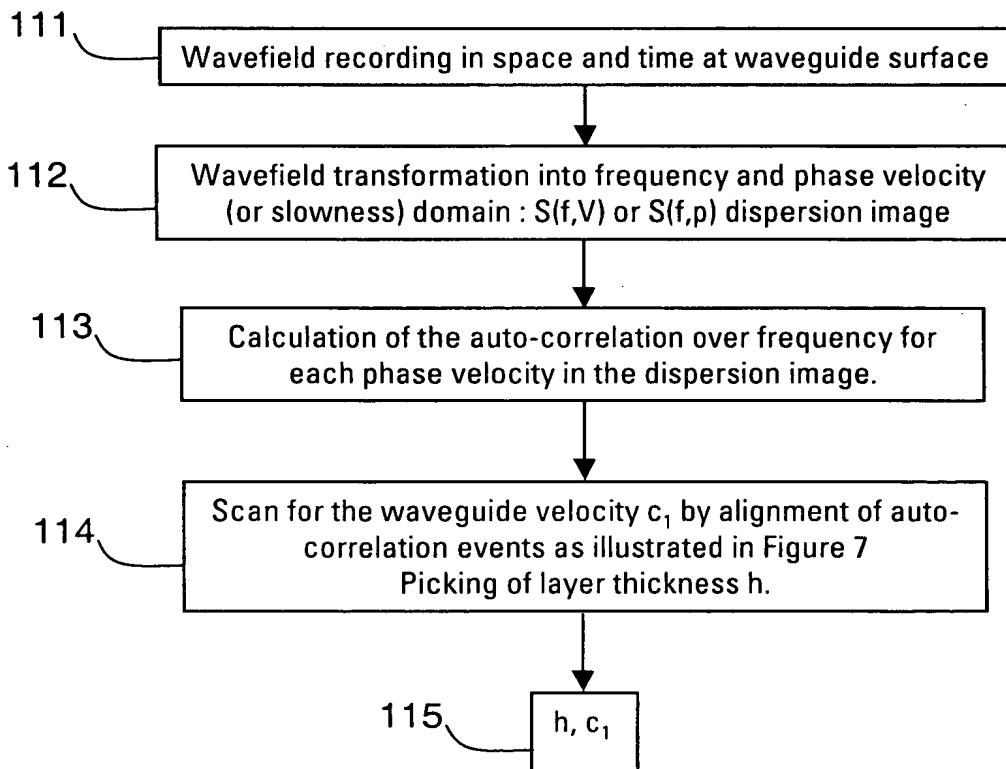 111
Wavefield recording in space and time at waveguide surface
112
Wavefield transformation into frequency and phase velocity
(or slowness) domain : S(f,V) or S(f,p) dispersion image
113
Calculation of the auto-correlation over frequency for
each phase velocity in the dispersion image.
114
Scan for the waveguide velocity c₁ by alignment of auto-
correlation events as illustrated in Figure 7
Picking of layer thickness h.
115
h, c₁